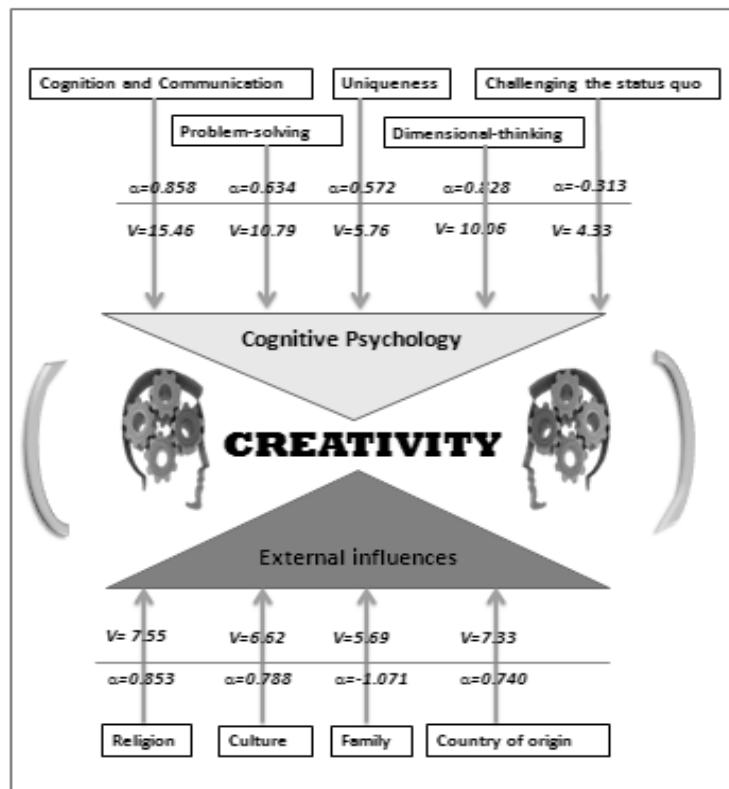 Cognition and Communication Uniqueness Challenging the status quo
Problem-solving Dimensional-thinking
α=0.858 α=0.634 α=0.572 α=0.828 α=-0.313
V=15.46 V=10.79 V=5.76 V= 10.06 V= 4.33
Cognitive Psychology
CREATIVITY
External influences
V= 7.55 V=6.62 V=5.69 V=7.33
α=0.853 α=0.788 α=-1.071 α=0.740
Religion Culture Family Country of origin